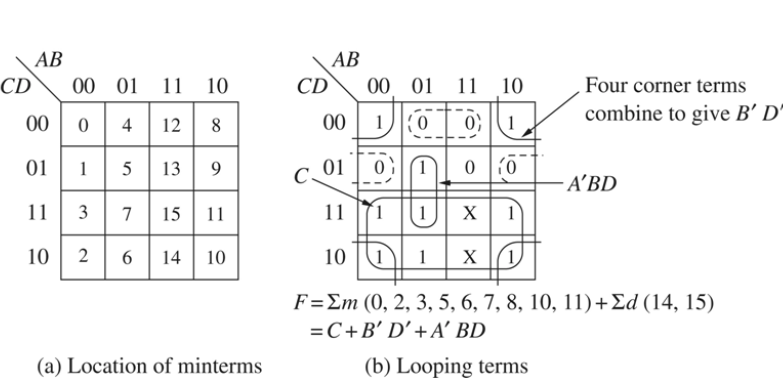 AB
CD 00 01 11 10
00 0 4 12 8
01 1 5 13 9
11 3 7 15 11
10 2 6 14 10
(a) Location of minterms
AB
CD 00 01 11 10
00 1 0 0 1
01 0 1 0 0
11 1 1 X 1
10 1 1 X 1
C
Four corner terms
combine to give B′ D′
A′BD
F = Σm (0, 2, 3, 5, 6, 7, 8, 10, 11) + Σd (14, 15)
= C + B′ D′ + A′ BD
(b) Looping terms